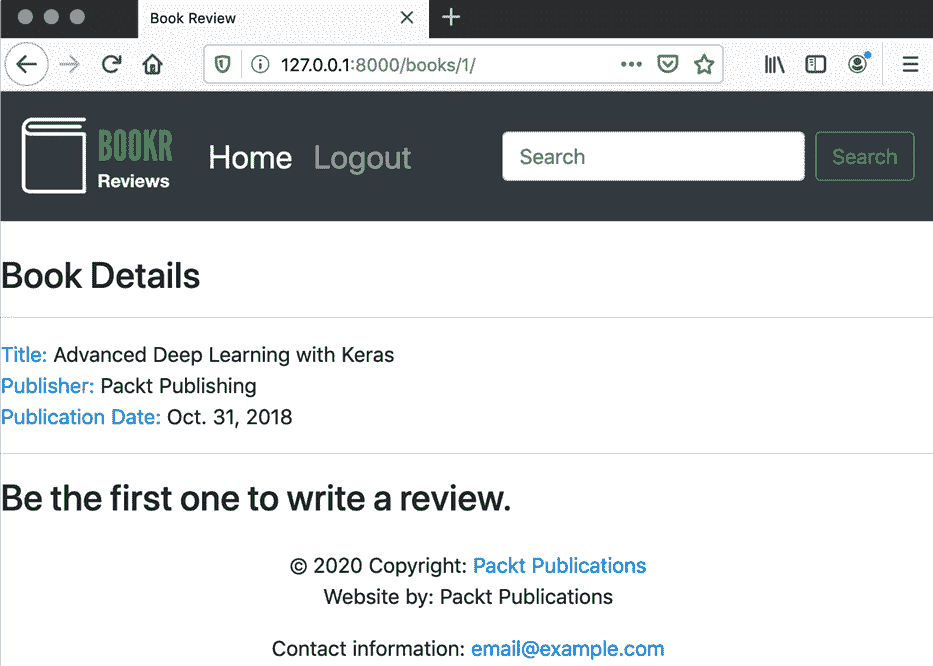 Book Review
127.0.0.1:8000/books/1/
BOOKR
Reviews
Home
Logout
Search
Search
Book Details
Title: Advanced Deep Learning with Keras
Publisher: Packt Publishing
Publication Date: Oct. 31, 2018
Be the first one to write a review.
© 2020 Copyright: Packt Publications
Website by: Packt Publications
Contact information: email@example.com